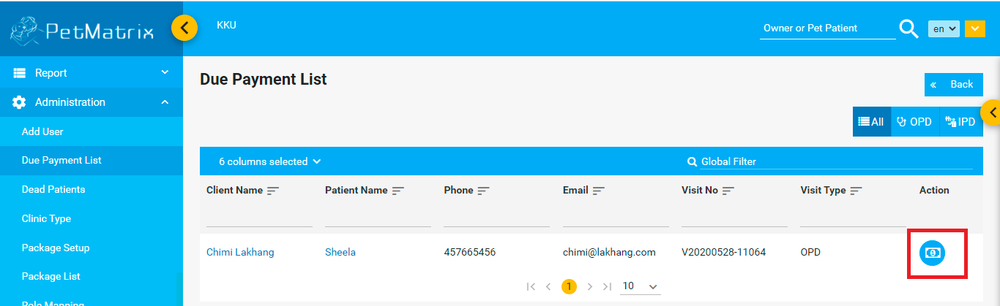 PetMatrix
KKU
Owner or Pet Patient
en
Report
Administration
Add User
Due Payment List
Dead Patients
Clinic Type
Package Setup
Package List
Role Mapping
Due Payment List
Back
All OPD IPD
6 columns selected
Global Filter
Client Name Patient Name Phone Email Visit No Visit Type Action
Chimi Lakhang Sheela 457665456 chimi@lakhang.com V20200528-11064 OPD
1 10